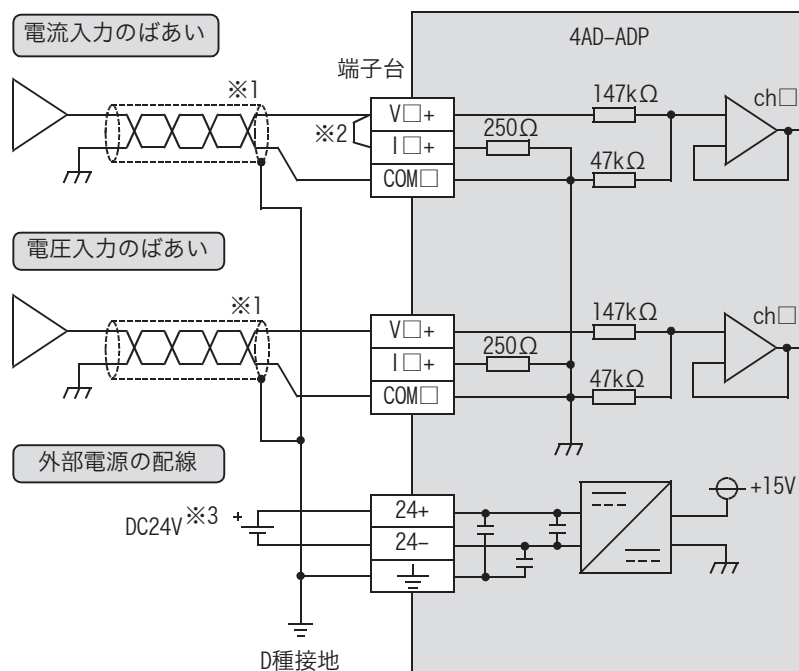 電流入力のばあい
4AD-ADP
端子台
※1
※2
V□+
I□+
COM□
250Ω
147kΩ
47kΩ
ch□
電圧入力のばあい
※1
V□+
I□+
COM□
250Ω
147kΩ
47kΩ
ch□
外部電源の配線
DC24V※3 +
24+
24-
+15V
D種接地